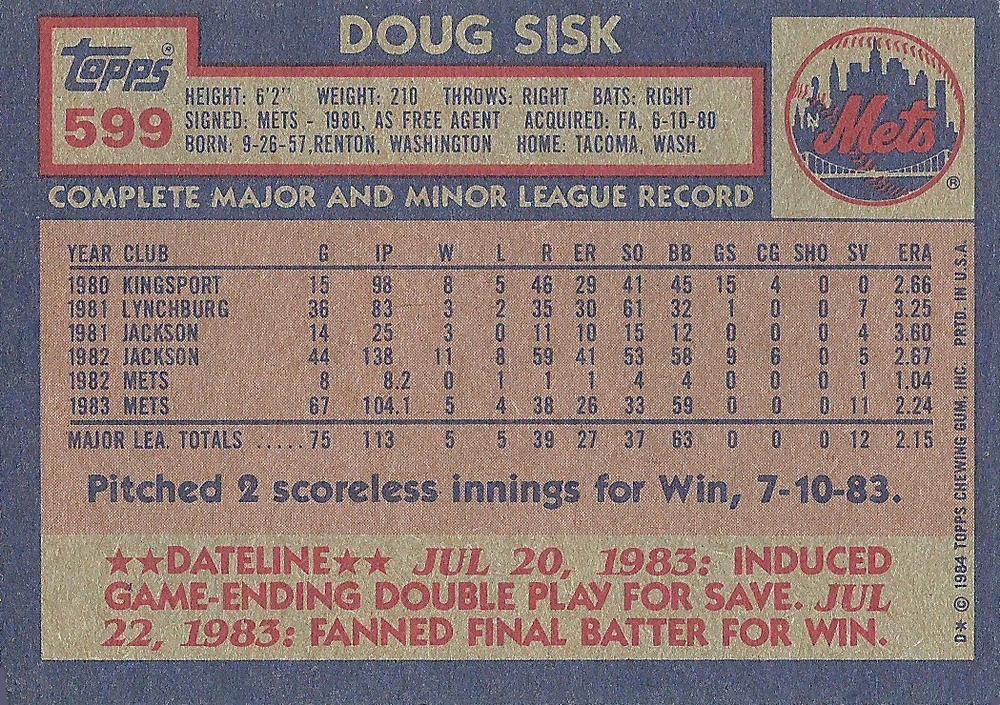 DOUG SISK
Topps®
599
HEIGHT: 6'2" WEIGHT: 210 THROWS: RIGHT BATS: RIGHT
SIGNED: METS - 1980, AS FREE AGENT ACQUIRED: FA, 6-10-80
BORN: 9-26-57, RENTON, WASHINGTON HOME: TACOMA, WASH.
Mets
®
COMPLETE MAJOR AND MINOR LEAGUE RECORD
YEAR CLUB G IP W L R ER SO BB GS CG SHO SV ERA
1980 KINGSPORT 15 98 8 5 46 29 41 45 15 4 0 0 2.66
1981 LYNCHBURG 36 83 3 2 35 30 61 32 1 0 0 7 3.25
1981 JACKSON 14 25 3 0 11 10 15 12 0 0 0 4 3.60
1982 JACKSON 44 138 11 8 59 41 53 58 9 6 0 5 2.67
1982 METS 8 8.2 0 1 1 1 4 4 0 0 0 1 1.04
1983 METS 67 104.1 5 4 38 26 33 59 0 0 0 11 2.24
MAJOR LEA. TOTALS .....75 113 5 5 39 27 37 63 0 0 0 12 2.15
Pitched 2 scoreless innings for Win, 7-10-83.
★★DATELINE★★ JUL 20, 1983: INDUCED
GAME-ENDING DOUBLE PLAY FOR SAVE. JUL
22, 1983: FANNED FINAL BATTER FOR WIN.
D✶ © 1984 TOPPS CHEWING GUM, INC. PRTD. IN U.S.A.